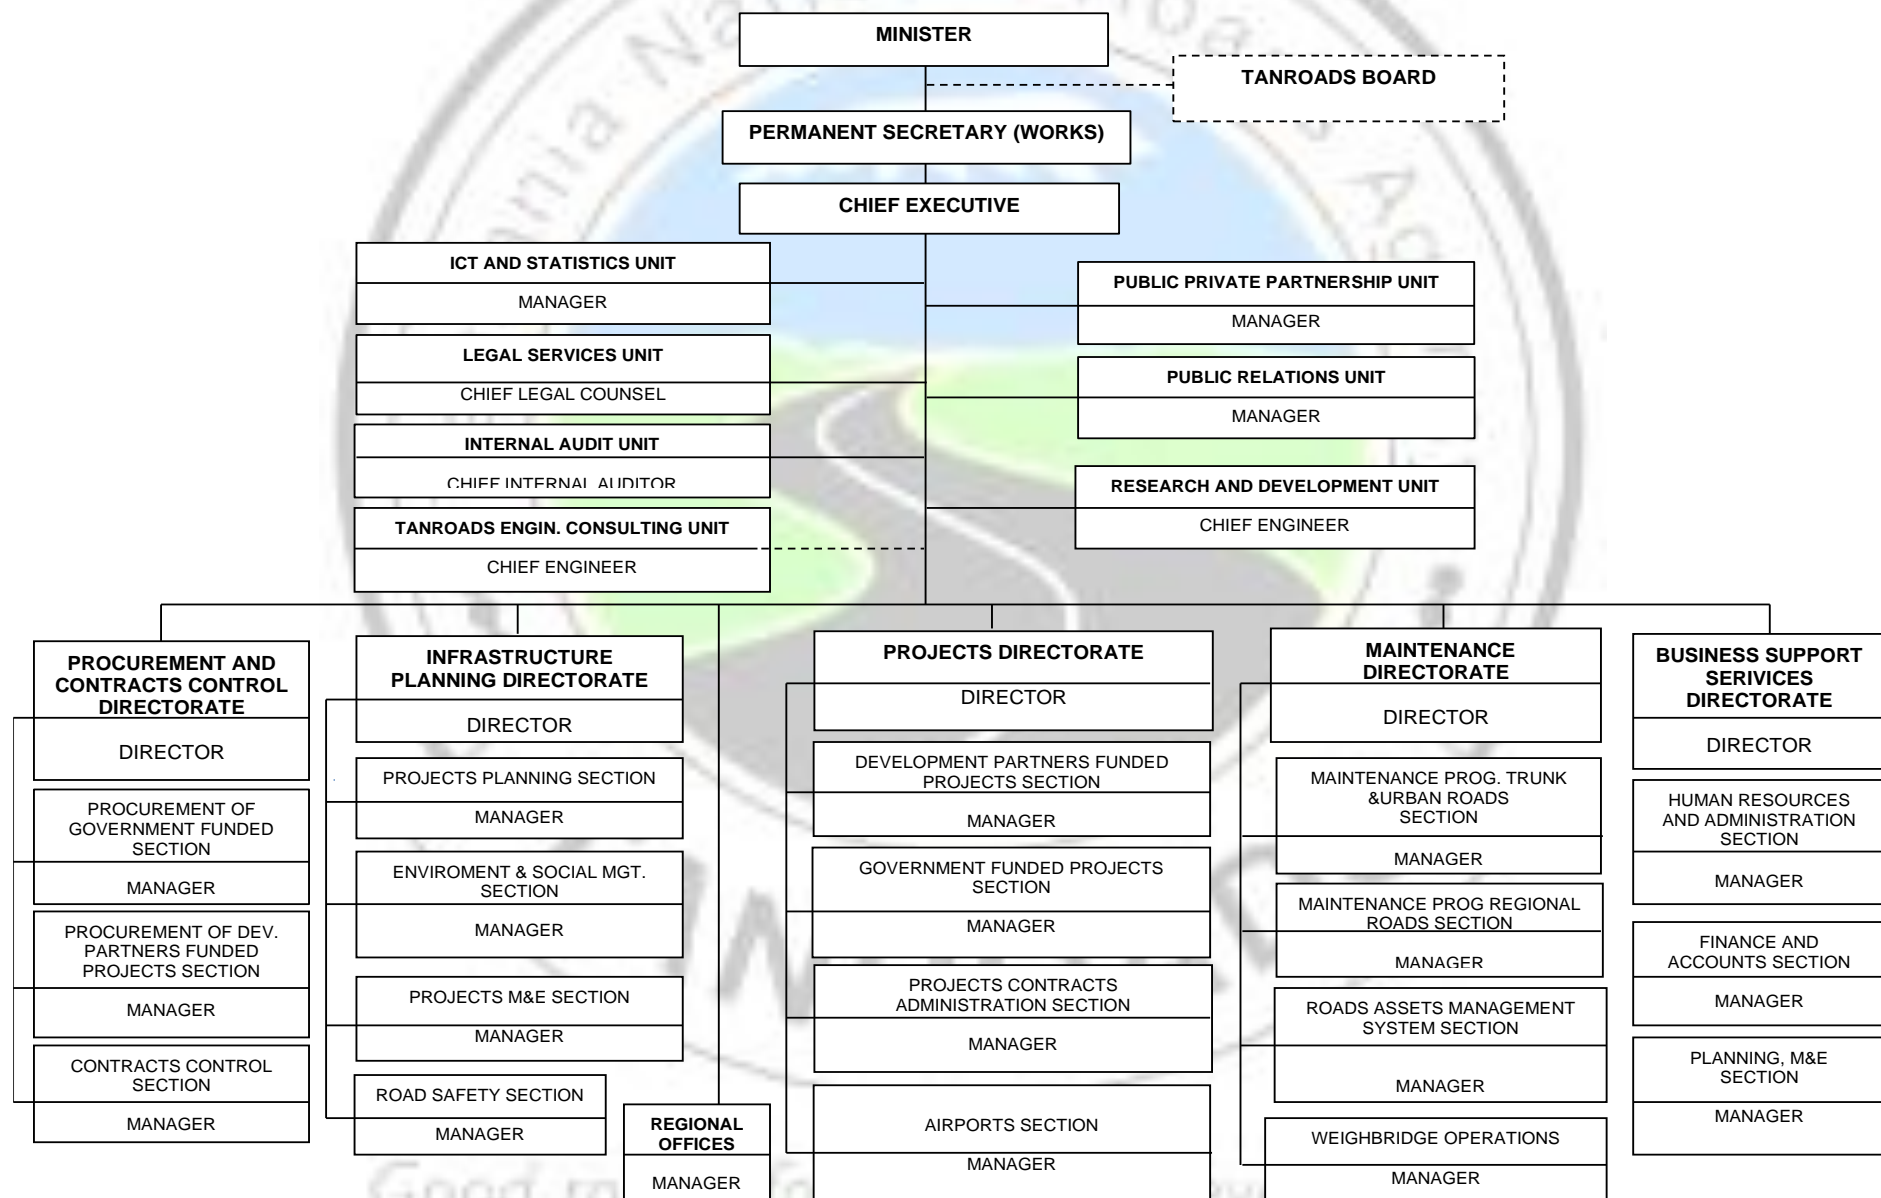 MINISTER
TANROADS BOARD
PERMANENT SECRETARY (WORKS)
CHIEF EXECUTIVE
ICT AND STATISTICS UNIT
MANAGER
PUBLIC PRIVATE PARTNERSHIP UNIT
MANAGER
LEGAL SERVICES UNIT
CHIEF LEGAL COUNSEL
PUBLIC RELATIONS UNIT
MANAGER
INTERNAL AUDIT UNIT
CHIEF INTERNAL AUDITOR
RESEARCH AND DEVELOPMENT UNIT
CHIEF ENGINEER
TANROADS ENGIN. CONSULTING UNIT
CHIEF ENGINEER
PROCUREMENT AND
CONTRACTS CONTROL
DIRECTORATE
DIRECTOR
PROCUREMENT OF
GOVERNMENT FUNDED
SECTION
MANAGER
PROCUREMENT OF DEV.
PARTNERS FUNDED
PROJECTS SECTION
MANAGER
CONTRACTS CONTROL
SECTION
MANAGER
INFRASTRUCTURE
PLANNING DIRECTORATE
DIRECTOR
PROJECTS PLANNING SECTION
MANAGER
ENVIROMENT & SOCIAL MGT.
SECTION
MANAGER
PROJECTS M&E SECTION
MANAGER
ROAD SAFETY SECTION
MANAGER
REGIONAL
OFFICES
MANAGER
PROJECTS DIRECTORATE
DIRECTOR
DEVELOPMENT PARTNERS FUNDED
PROJECTS SECTION
MANAGER
GOVERNMENT FUNDED PROJECTS
SECTION
MANAGER
PROJECTS CONTRACTS
ADMINISTRATION SECTION
MANAGER
AIRPORTS SECTION
MANAGER
MAINTENANCE
DIRECTORATE
DIRECTOR
MAINTENANCE PROG. TRUNK
&URBAN ROADS
SECTION
MANAGER
MAINTENANCE PROG REGIONAL
ROADS SECTION
MANAGER
ROADS ASSETS MANAGEMENT
SYSTEM SECTION
MANAGER
WEIGHBRIDGE OPERATIONS
MANAGER
BUSINESS SUPPORT
SERIVICES
DIRECTORATE
DIRECTOR
HUMAN RESOURCES
AND ADMINISTRATION
SECTION
MANAGER
FINANCE AND
ACCOUNTS SECTION
MANAGER
PLANNING, M&E
SECTION
MANAGER